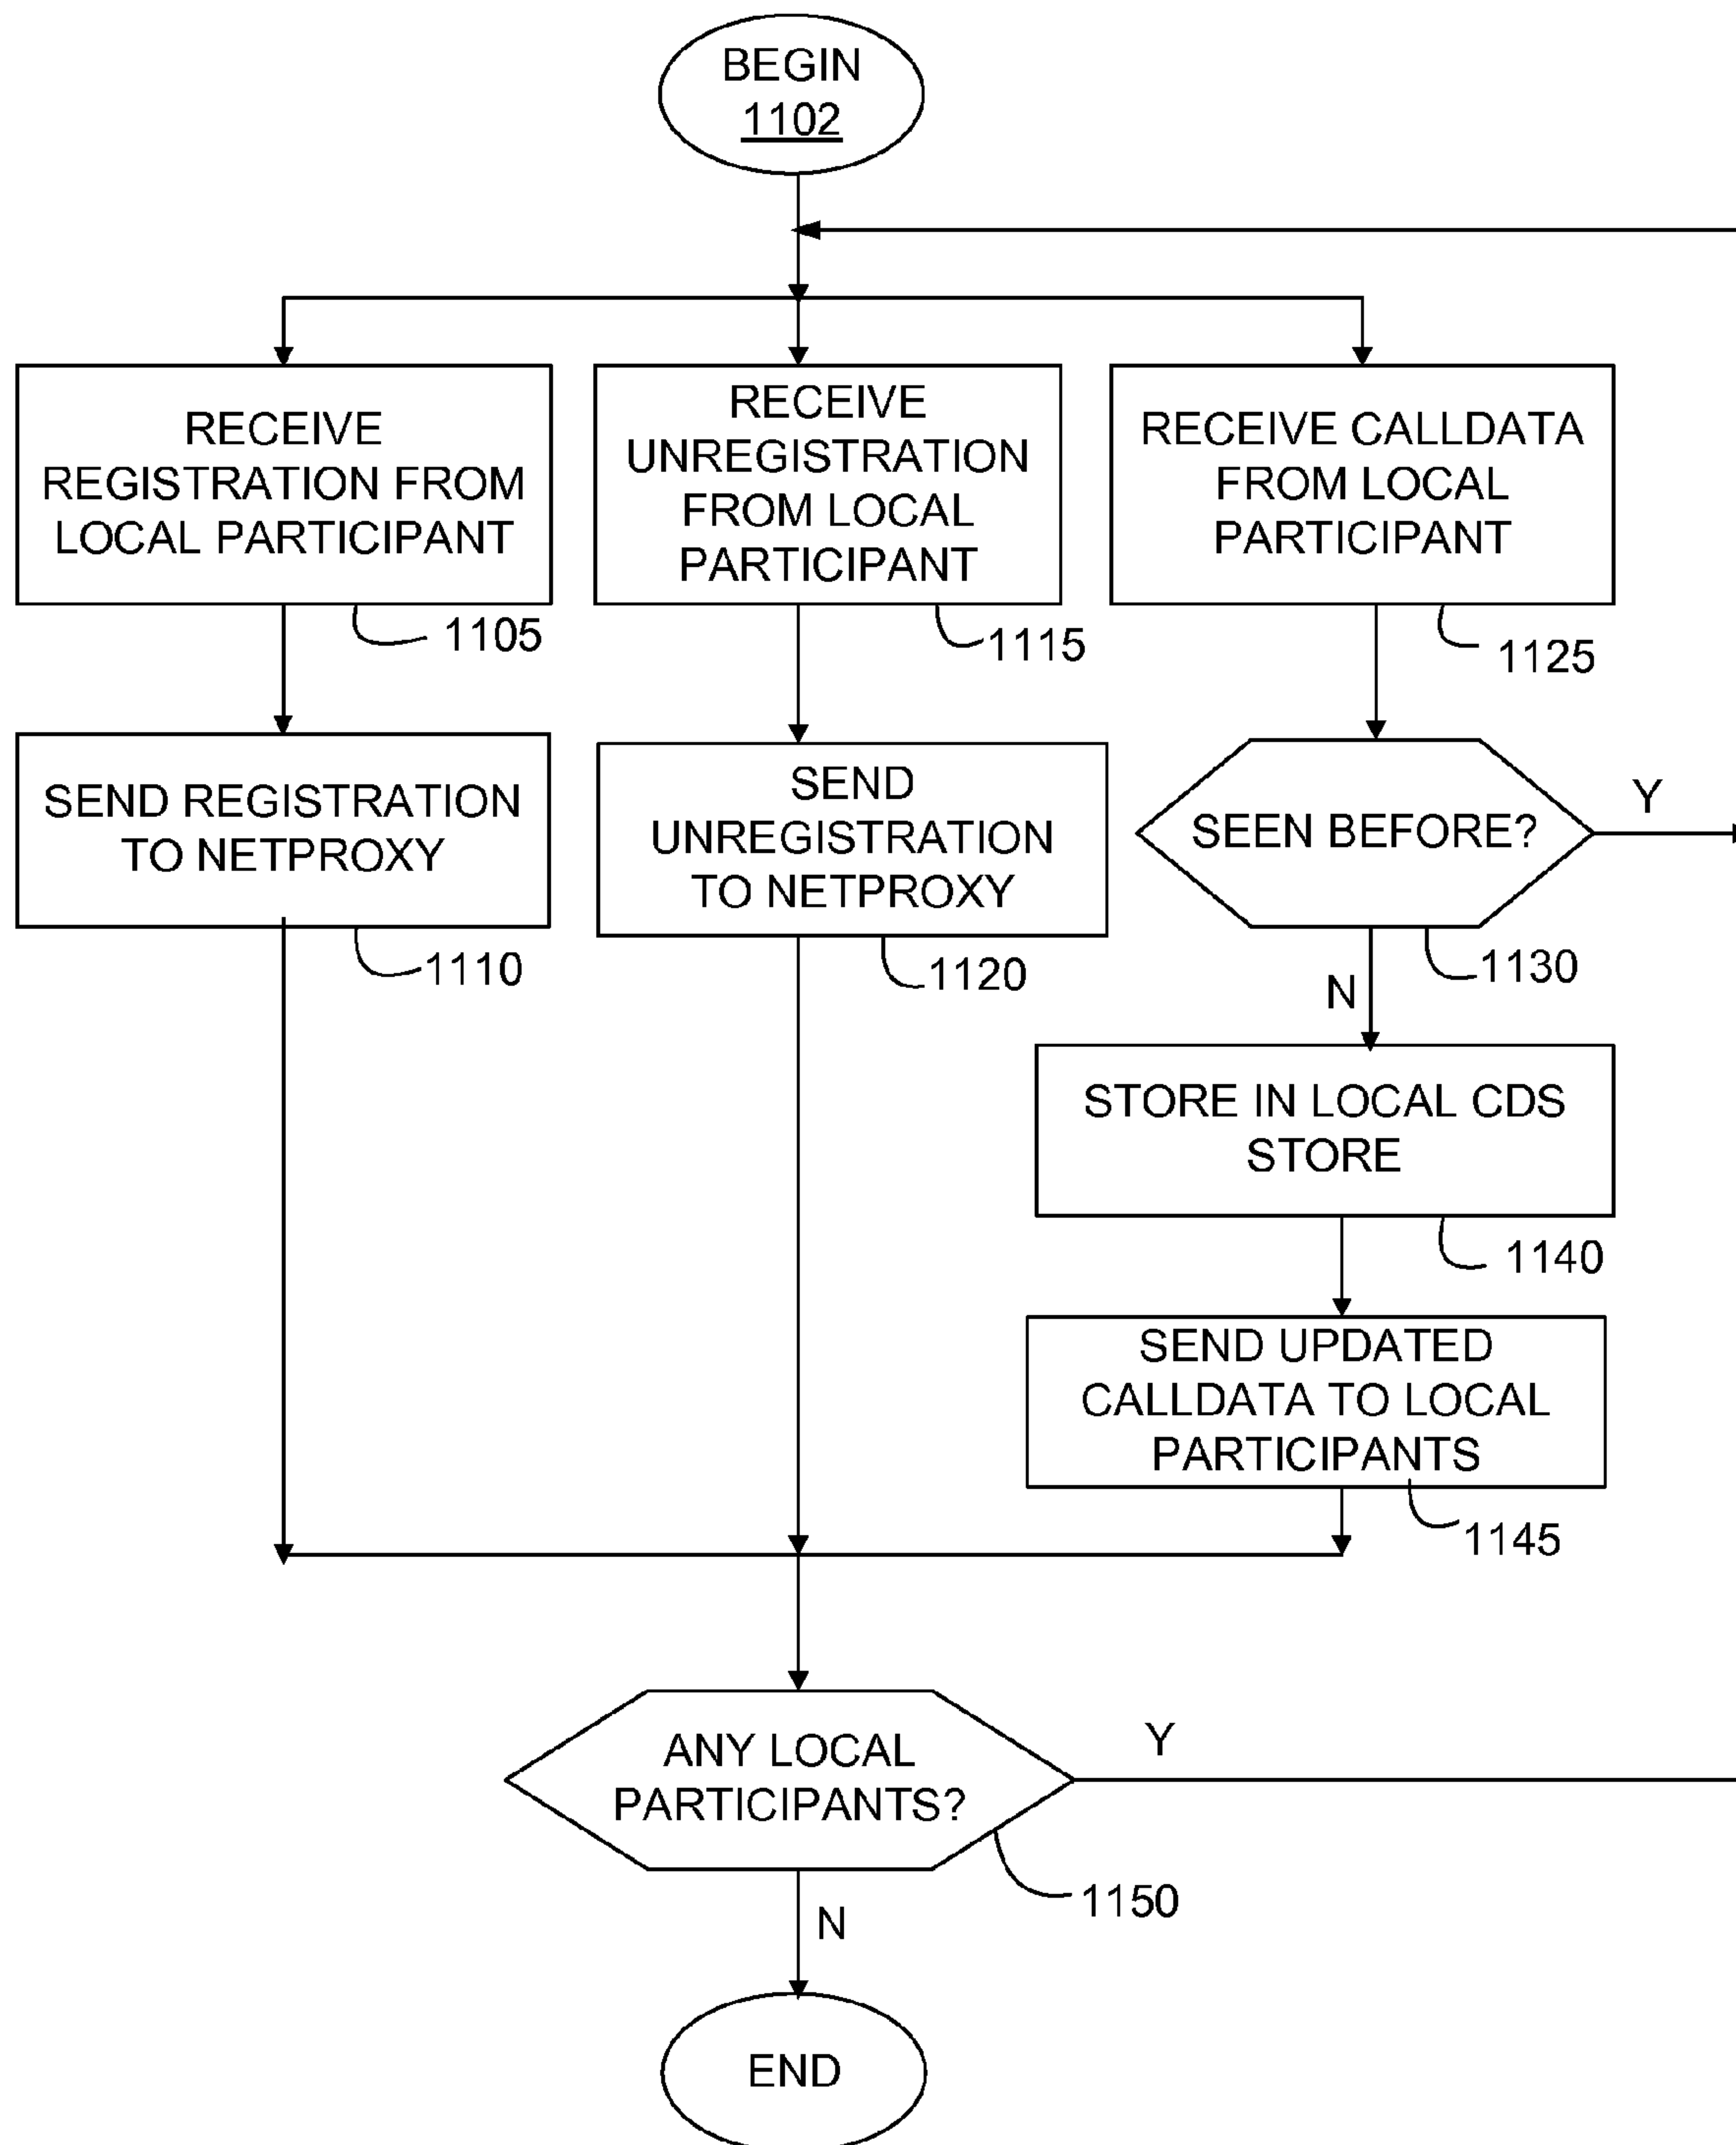 BEGIN
1102
RECEIVE
REGISTRATION FROM
LOCAL PARTICIPANT
1105
RECEIVE
UNREGISTRATION
FROM LOCAL
PARTICIPANT
1115
RECEIVE CALLDATA
FROM LOCAL
PARTICIPANT
1125
SEND REGISTRATION
TO NETPROXY
1110
SEND
UNREGISTRATION
TO NETPROXY
1120
SEEN BEFORE?
Y
1130
N
STORE IN LOCAL CDS
STORE
1140
SEND UPDATED
CALLDATA TO LOCAL
PARTICIPANTS
1145
ANY LOCAL
PARTICIPANTS?
Y
1150
N
END